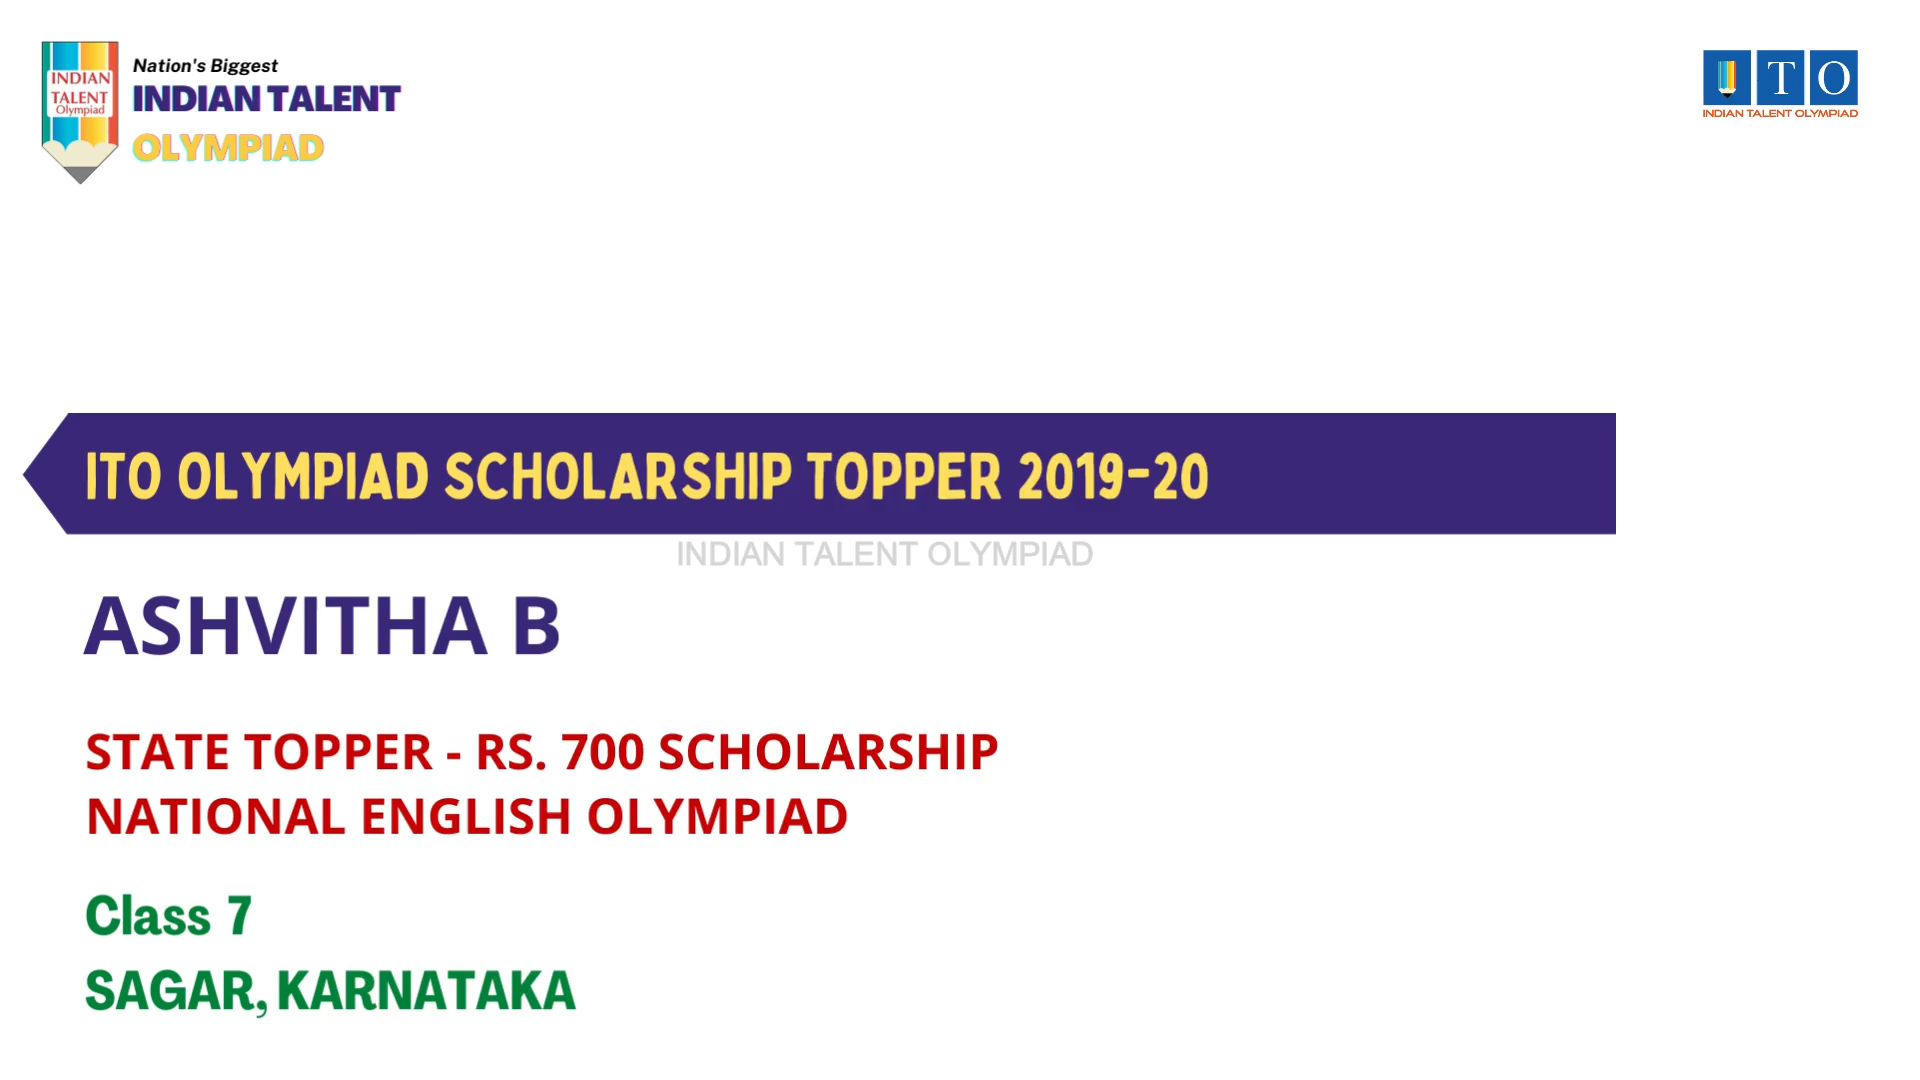 Nation's Biggest
INDIAN TALENT
OLYMPIAD
INDIAN
TALENT
Olympiad
T O
INDIAN TALENT OLYMPIAD
ITO OLYMPIAD SCHOLARSHIP TOPPER 2019-20
INDIAN TALENT OLYMPIAD
ASHVITHA B
STATE TOPPER - RS. 700 SCHOLARSHIP
NATIONAL ENGLISH OLYMPIAD
Class 7
SAGAR, KARNATAKA